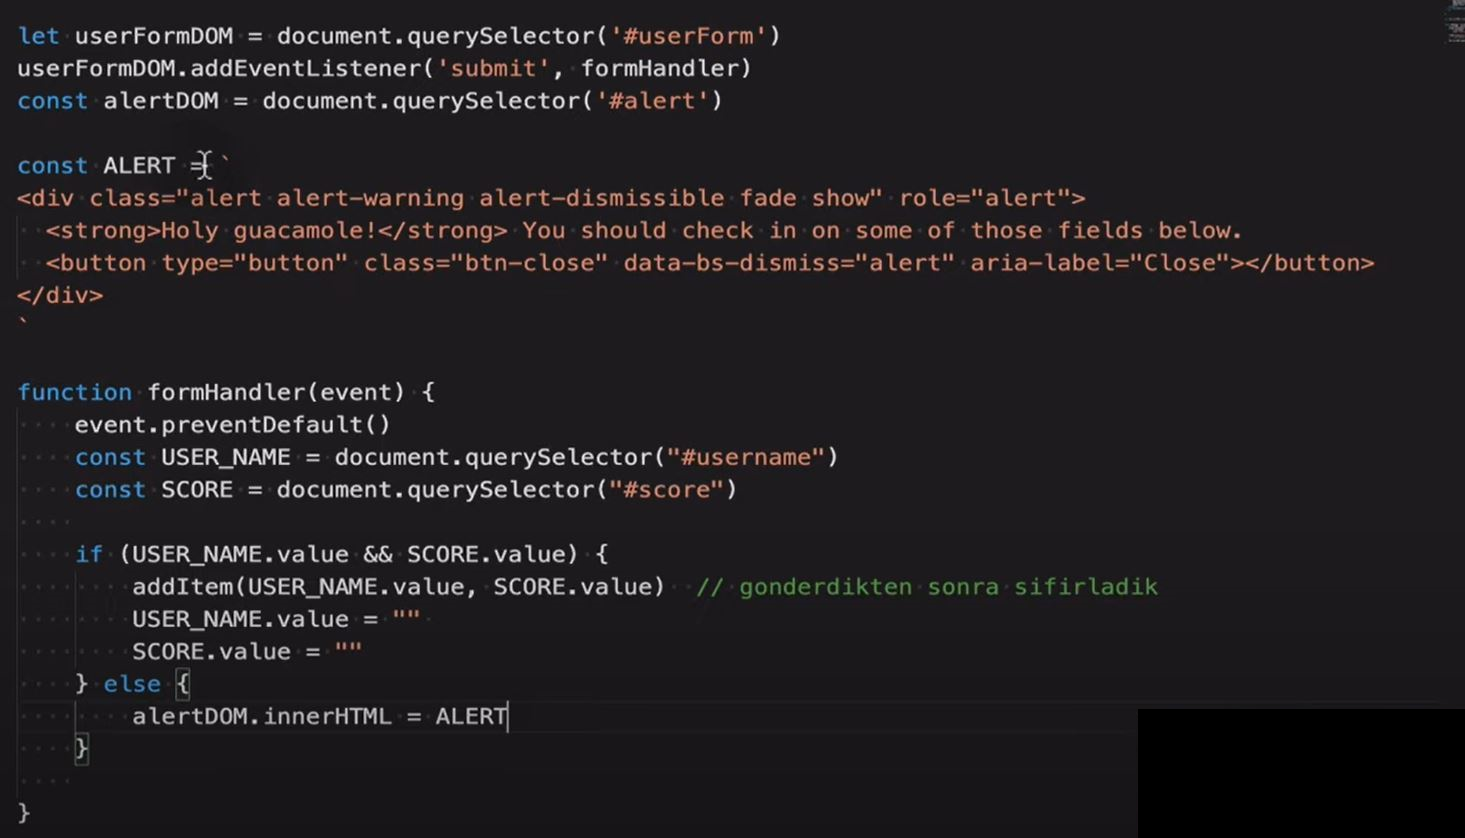 let userFormDOM = document.querySelector('#userForm')
userFormDOM.addEventListener('submit', formHandler)
const alertDOM = document.querySelector('#alert')
const ALERT = `
<div class="alert alert-warning alert-dismissible fade show" role="alert">
  <strong>Holy guacamole!</strong> You should check in on some of those fields below.
  <button type="button" class="btn-close" data-bs-dismiss="alert" aria-label="Close"></button>
</div>
`
function formHandler(event) {
    event.preventDefault()
    const USER_NAME = document.querySelector("#username")
    const SCORE = document.querySelector("#score")
    if (USER_NAME.value && SCORE.value) {
        addItem(USER_NAME.value, SCORE.value)  // gonderdikten sonra sifirladik
        USER_NAME.value = ""
        SCORE.value = ""
    } else {
        alertDOM.innerHTML = ALERT
    }
}